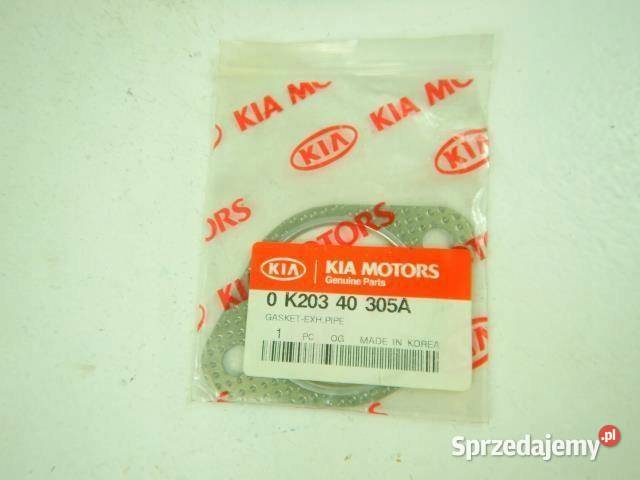 KIA MOTORS
KIA
KIA M
KIA
MOTORS
KIA MOTORS
KIA
KIA MOTORS
Genuine Parts
0 K203 40 305A
GASKET-EXH.PIPE
1 PC OG MADE IN KOREA
Sprzedajemy.pl